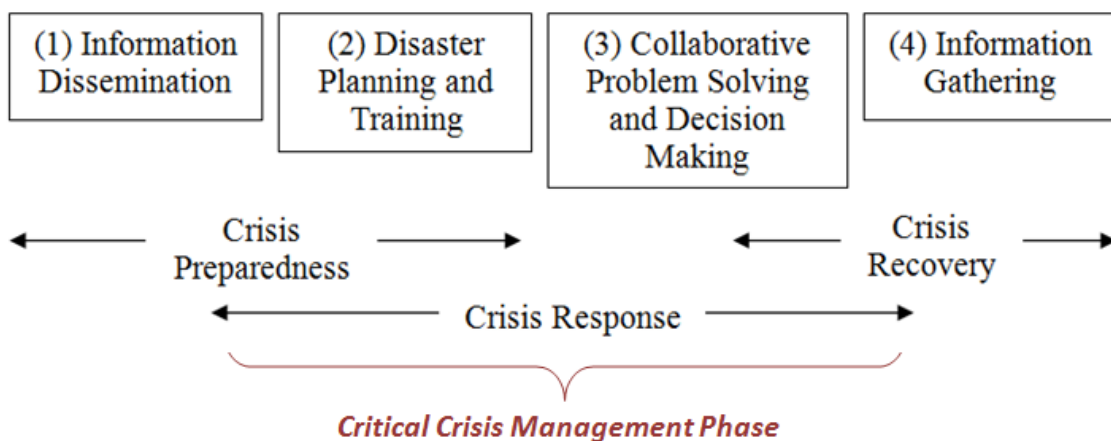 (1) Information
Dissemination
(2) Disaster
Planning and
Training
(3) Collaborative
Problem Solving
and Decision
Making
(4) Information
Gathering
Crisis
Preparedness
Crisis
Recovery
Crisis Response
Critical Crisis Management Phase